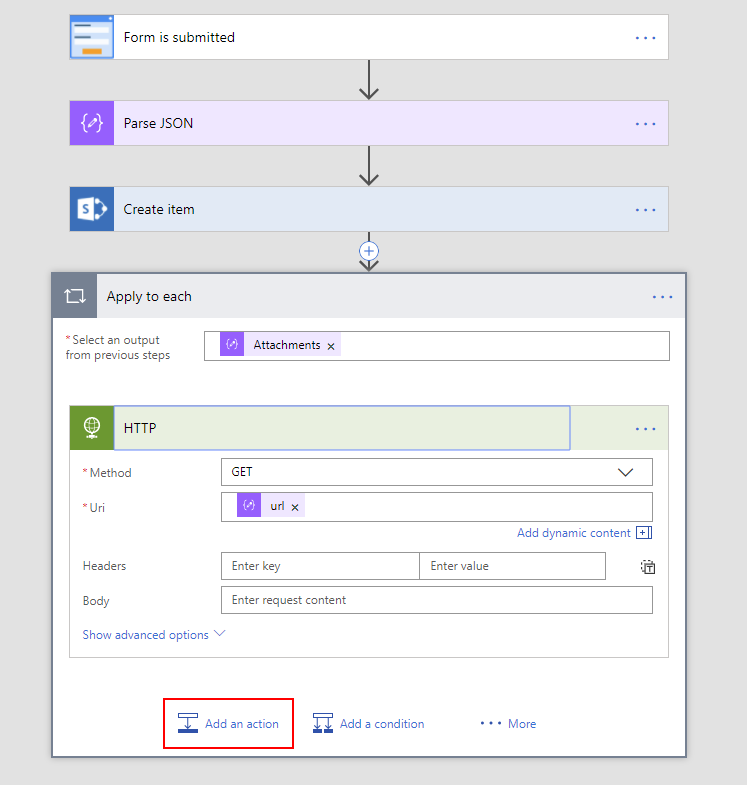 Form is submitted
...
{∕} Parse JSON
...
S Create item
...
Apply to each
...
*Select an output
from previous steps
{∕} Attachments x
HTTP
...
*Method GET
*Uri {∕} url x
Add dynamic content
Headers Enter key Enter value T
Body Enter request content
Show advanced options
Add an action Add a condition ... More